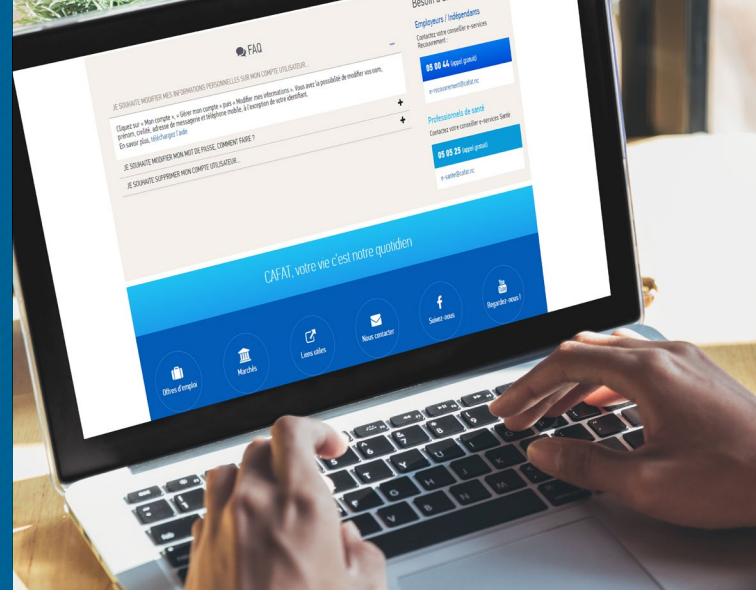 FAQ
JE SOUHAITE MODIFIER MES INFORMATIONS PERSONNELLES SUR MON COMPTE UTILISATEUR...
Cliquez sur « Mon compte », « Gérer mon compte » puis « Modifier mes informations ». Vous avez la possibilité de modifier vos nom,
prénom, civilité, adresse de messagerie et téléphone mobile, à l'exception de votre identifiant.
En savoir plus, téléchargez l'aide
JE SOUHAITE MODIFIER MON MOT DE PASSE, COMMENT FAIRE ?
JE SOUHAITE SUPPRIMER MON COMPTE UTILISATEUR...
Employeurs / Indépendants
Contactez votre conseiller e-services
Recouvrement :
05 00 44 (appel gratuit)
e-recouvrement@cafat.nc
Professionnels de santé
Contactez votre conseiller e-services Santé
05 05 25 (appel gratuit)
e-sante@cafat.nc
CAFAT, votre vie c'est notre quotidien
Offres d'emploi
Marchés
Liens utiles
Nous contacter
Suivez-nous
You
Tube
Regardez-nous !